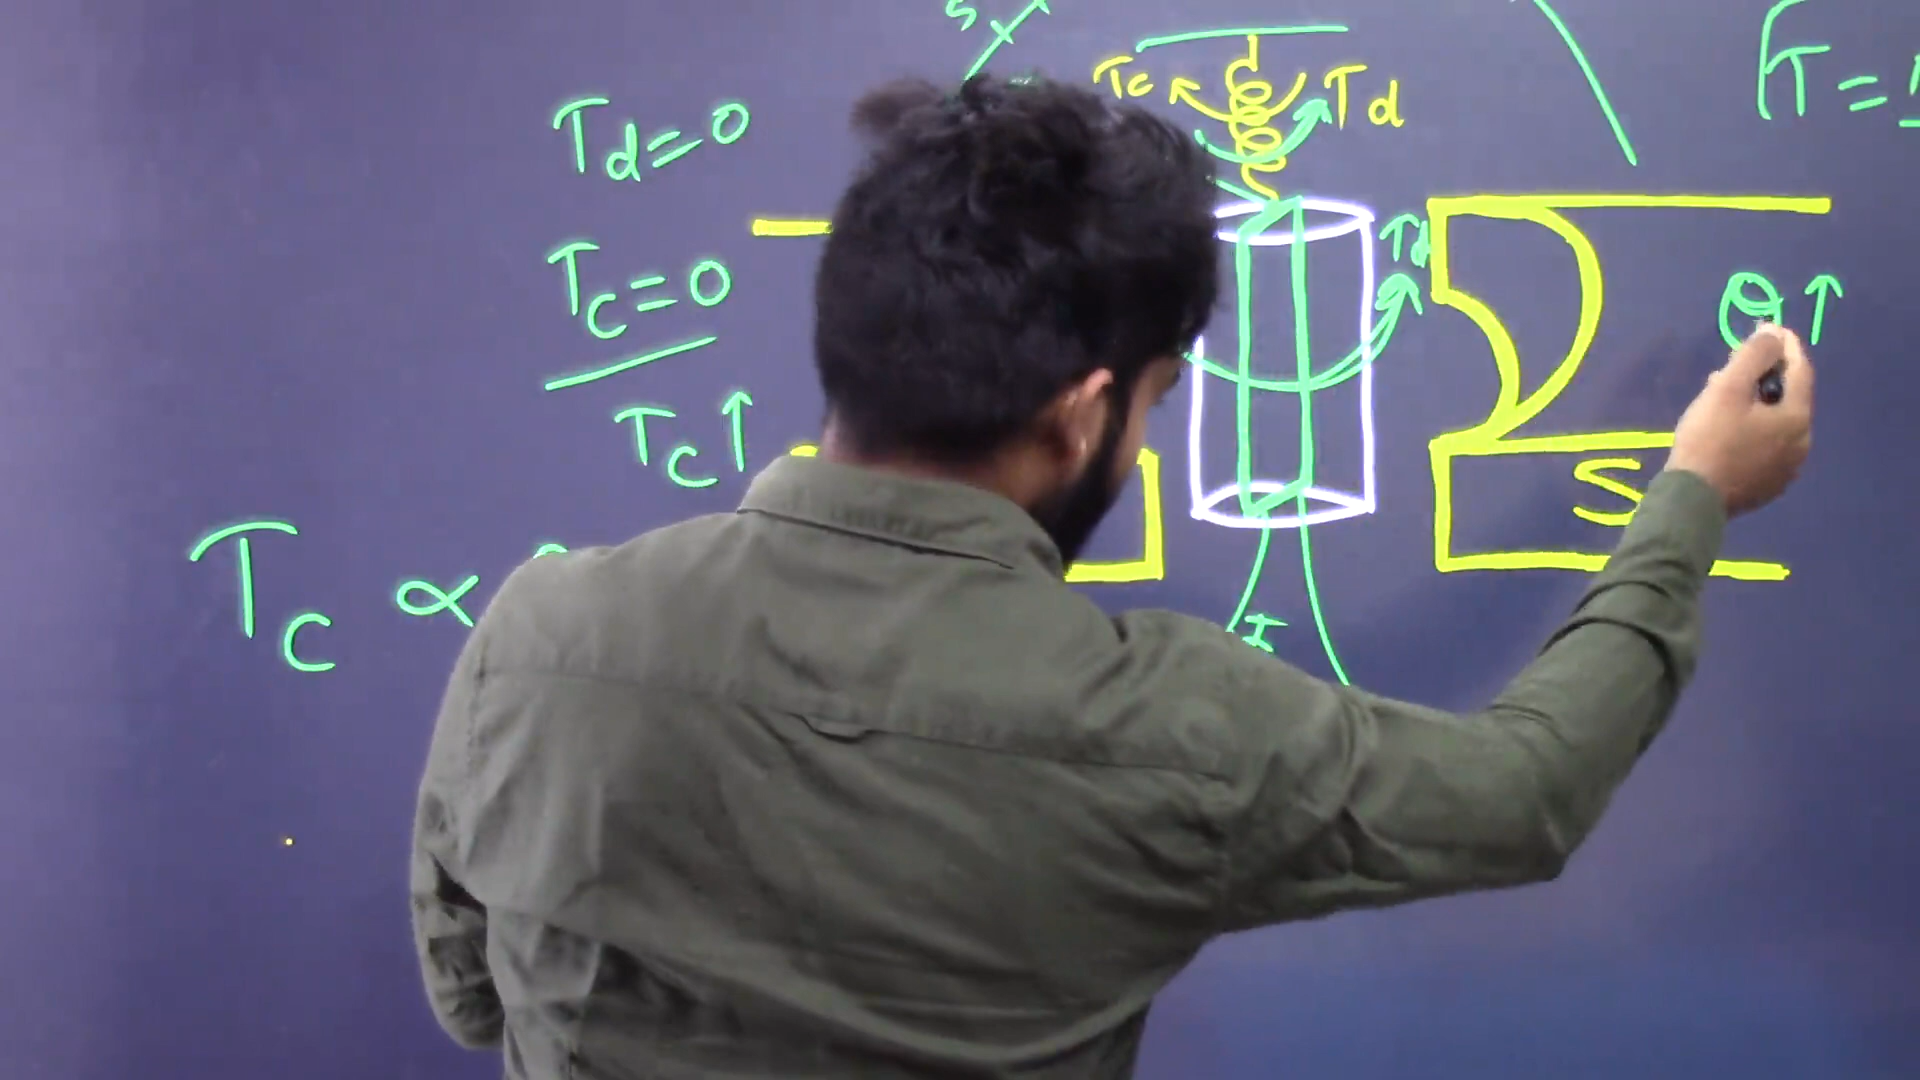 S
Tc Td
T = 
Td = 0
Tc = 0
Td
θ ↑
Tc ↑
S
Tc ∝
I